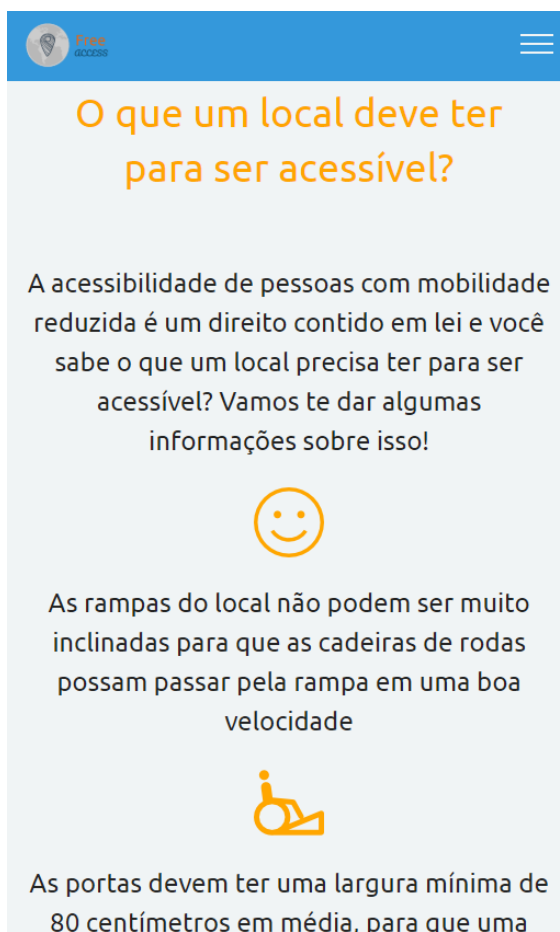 Free
access
O que um local deve ter
para ser acessível?
A acessibilidade de pessoas com mobilidade
reduzida é um direito contido em lei e você
sabe o que um local precisa ter para ser
acessível? Vamos te dar algumas
informações sobre isso!
As rampas do local não podem ser muito
inclinadas para que as cadeiras de rodas
possam passar pela rampa em uma boa
velocidade
As portas devem ter uma largura mínima de
80 centímetros em média, para que uma